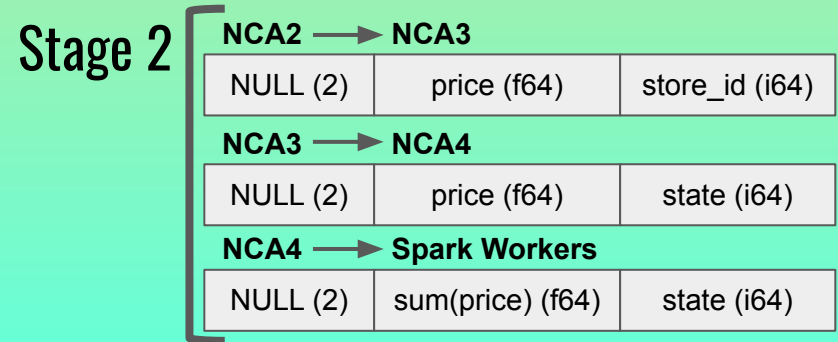 Stage 2
NCA2 NCA3
NULL (2) price (f64) store_id (i64)
NCA3 NCA4
NULL (2) price (f64) state (i64)
NCA4 Spark Workers
NULL (2) sum(price) (f64) state (i64)